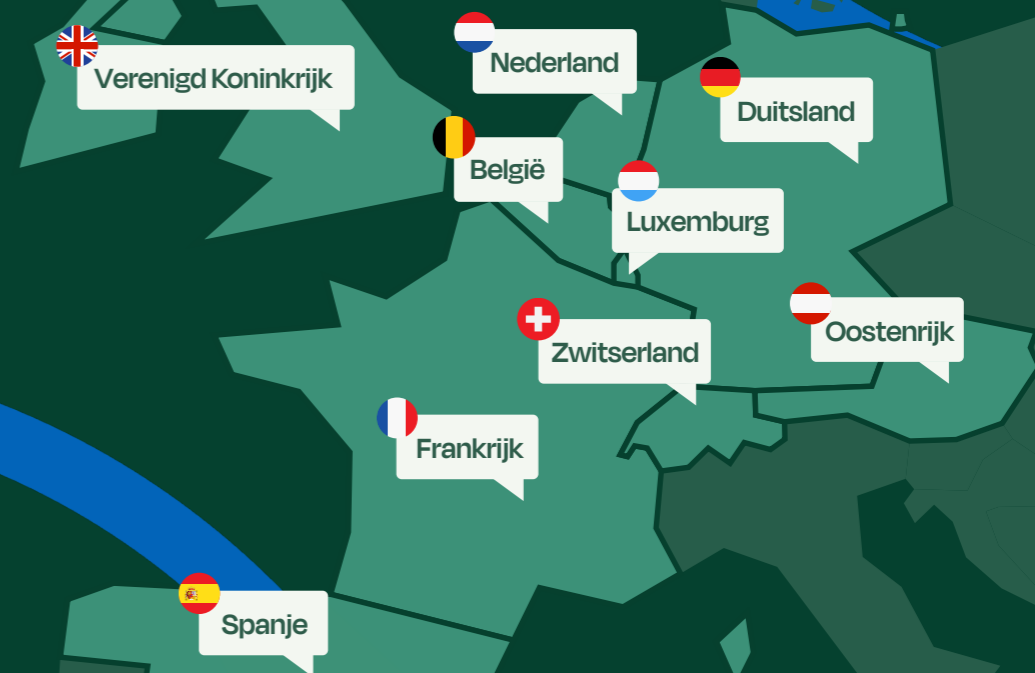 Verenigd Koninkrijk
Nederland
Duitsland
België
Luxemburg
Oostenrijk
Zwitserland
Frankrijk
Spanje